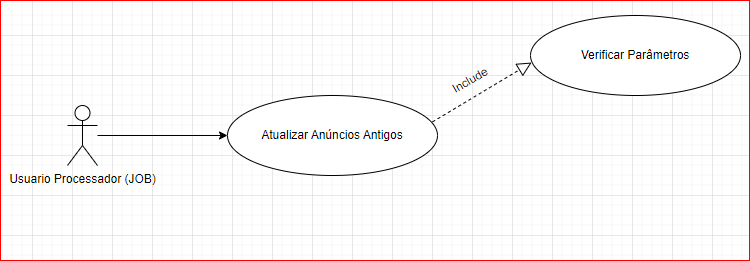 Verificar Parâmetros
Include
Atualizar Anúncios Antigos
Usuario Processador (JOB)